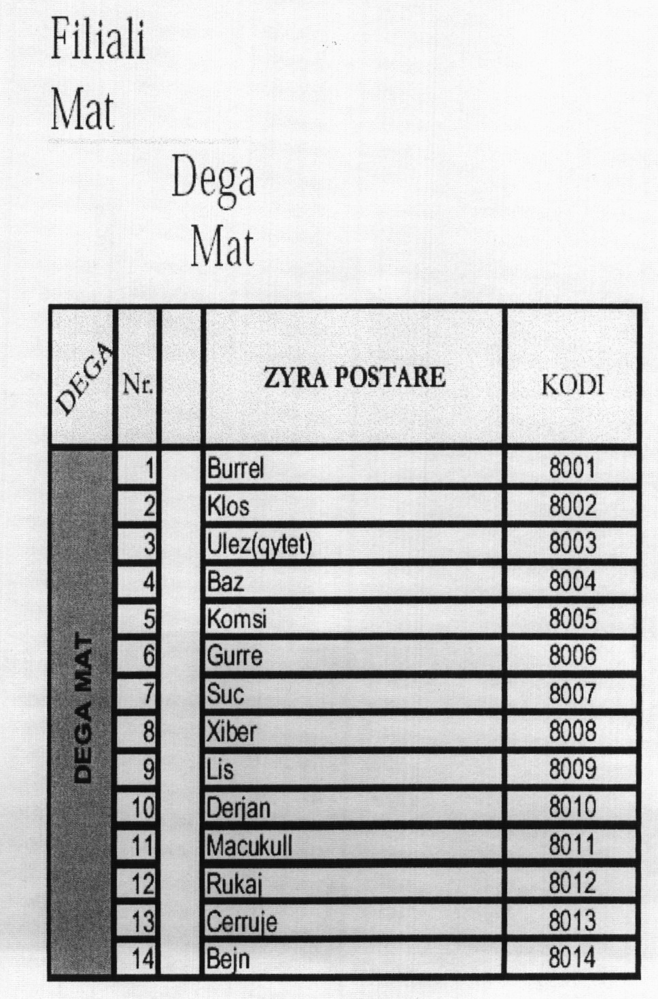 Filiali
Mat
Dega
Mat
DEGA Nr. ZYRA POSTARE KODI
DEGA MAT
1 Burrel 8001
2 Klos 8002
3 Ulez(qytet) 8003
4 Baz 8004
5 Komsi 8005
6 Gurre 8006
7 Suc 8007
8 Xiber 8008
9 Lis 8009
10 Derjan 8010
11 Macukull 8011
12 Rukaj 8012
13 Cerruje 8013
14 Bejn 8014